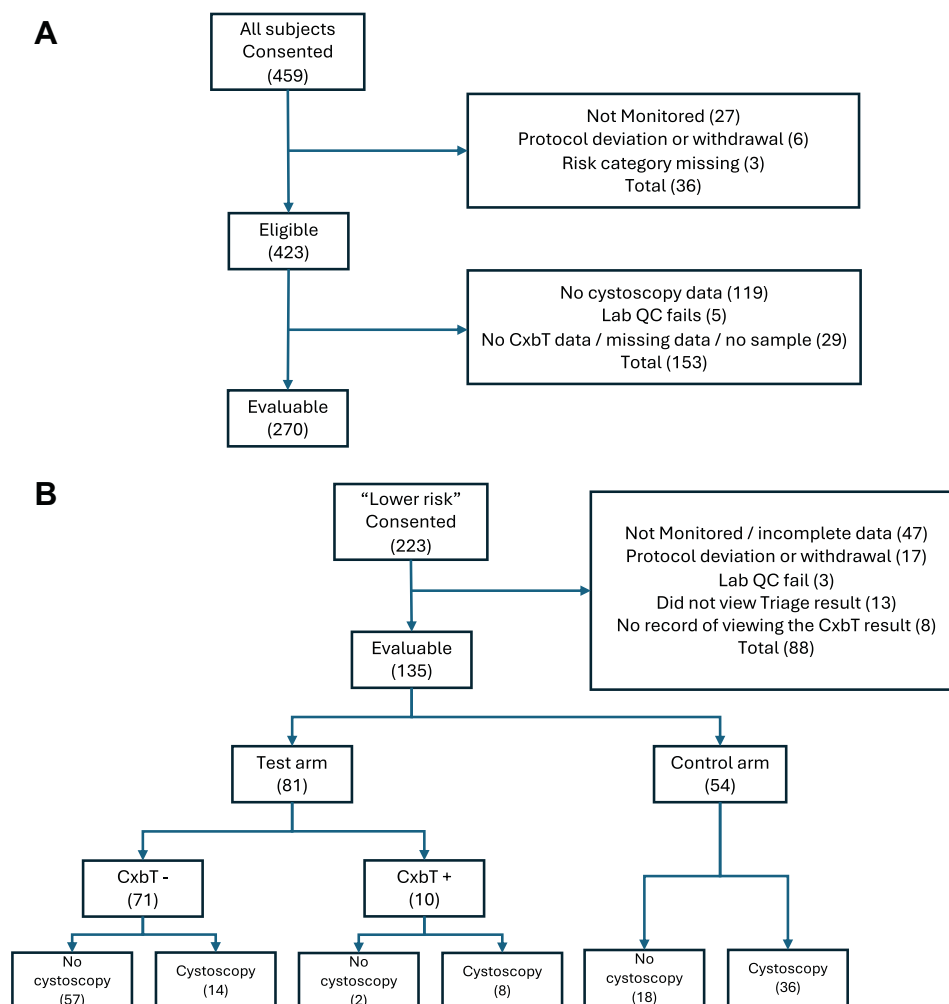 A
All subjects
Consented
(459)
Not Monitored (27)
Protocol deviation or withdrawal (6)
Risk category missing (3)
Total (36)
Eligible
(423)
No cystoscopy data (119)
Lab QC fails (5)
No CxbT data / missing data / no sample (29)
Total (153)
Evaluable
(270)
B
“Lower risk”
Consented
(223)
Not Monitored / incomplete data (47)
Protocol deviation or withdrawal (17)
Lab QC fail (3)
Did not view Triage result (13)
No record of viewing the CxbT result (8)
Total (88)
Evaluable
(135)
Test arm
(81)
Control arm
(54)
CxbT -
(71)
CxbT +
(10)
No
cystoscopy
(57)
Cystoscopy
(14)
No
cystoscopy
(2)
Cystoscopy
(8)
No
cystoscopy
(18)
Cystoscopy
(36)